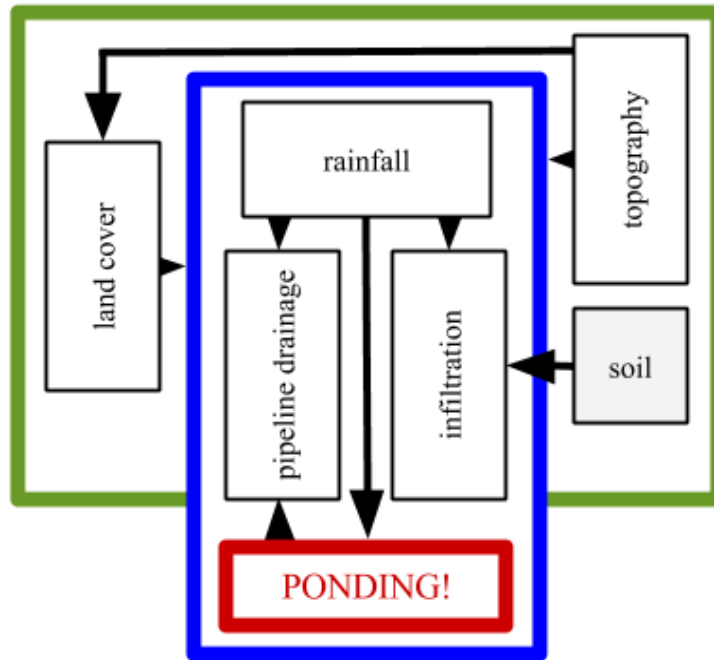 rainfall
topography
land cover
pipeline drainage
infiltration
soil
PONDING!